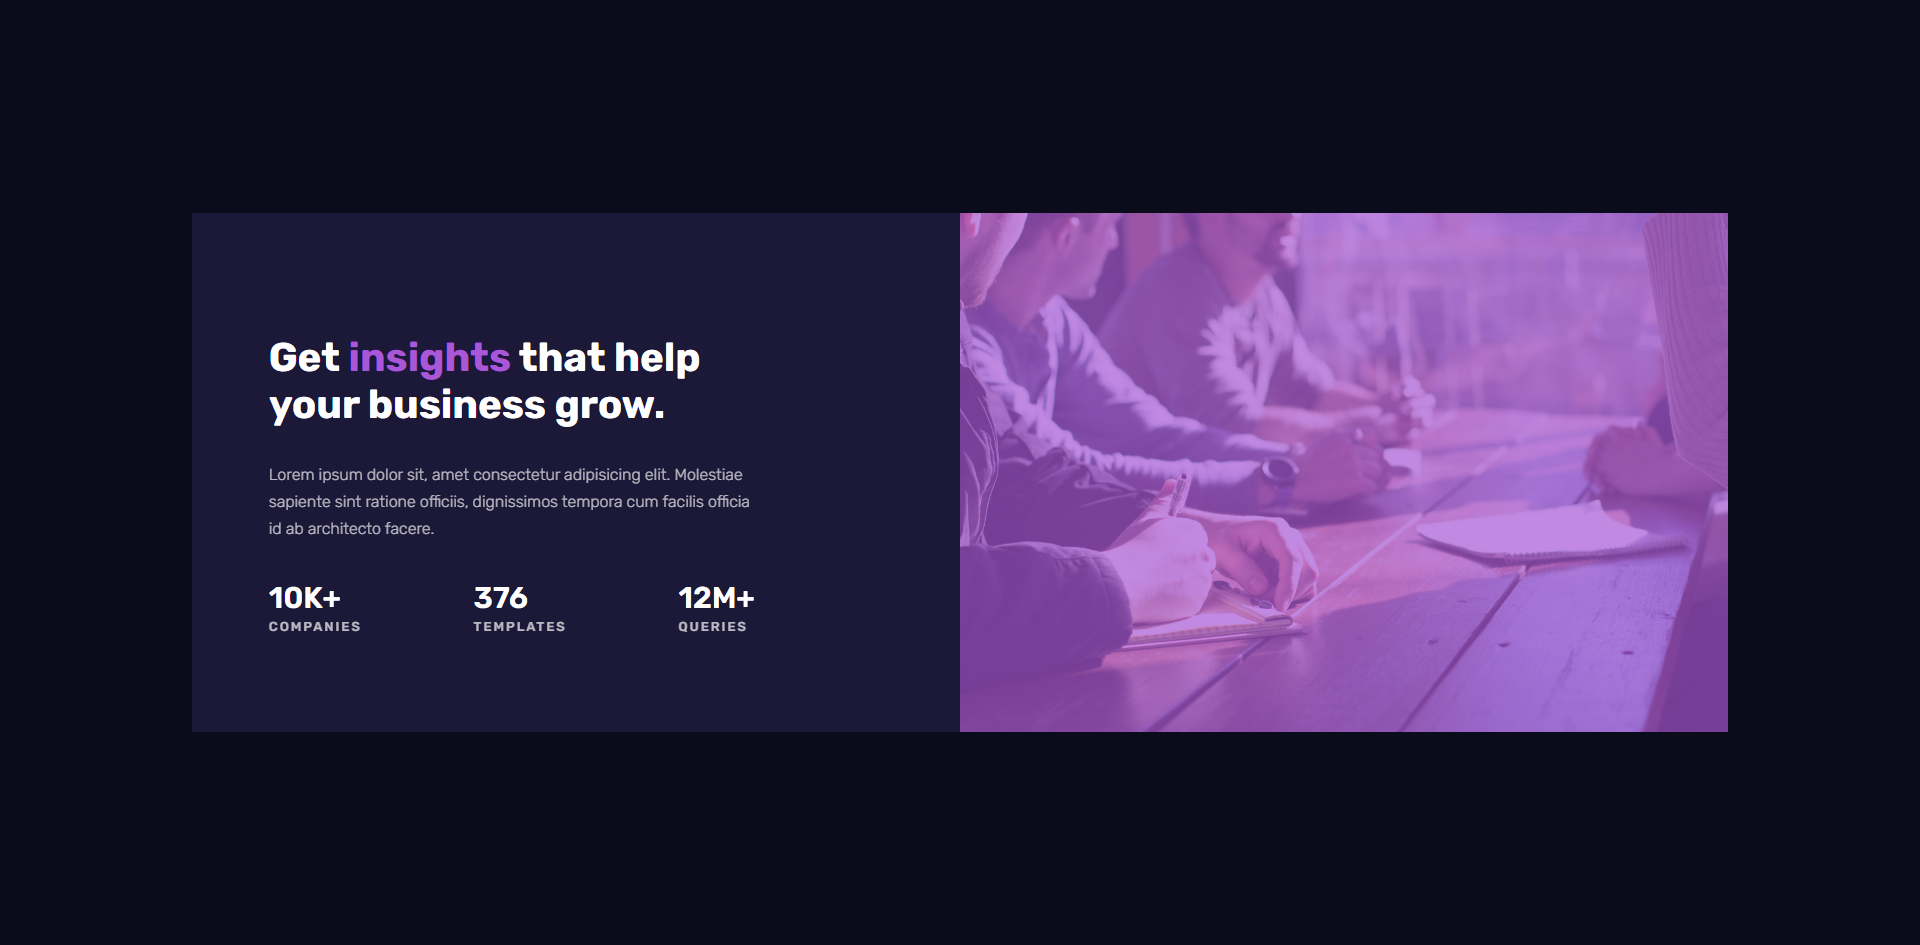 Get insights that help
your business grow.
Lorem ipsum dolor sit, amet consectetur adipisicing elit. Molestiae
sapiente sint ratione officiis, dignissimos tempora cum facilis officia
id ab architecto facere.
10K+ 376 12M+
COMPANIES TEMPLATES QUERIES